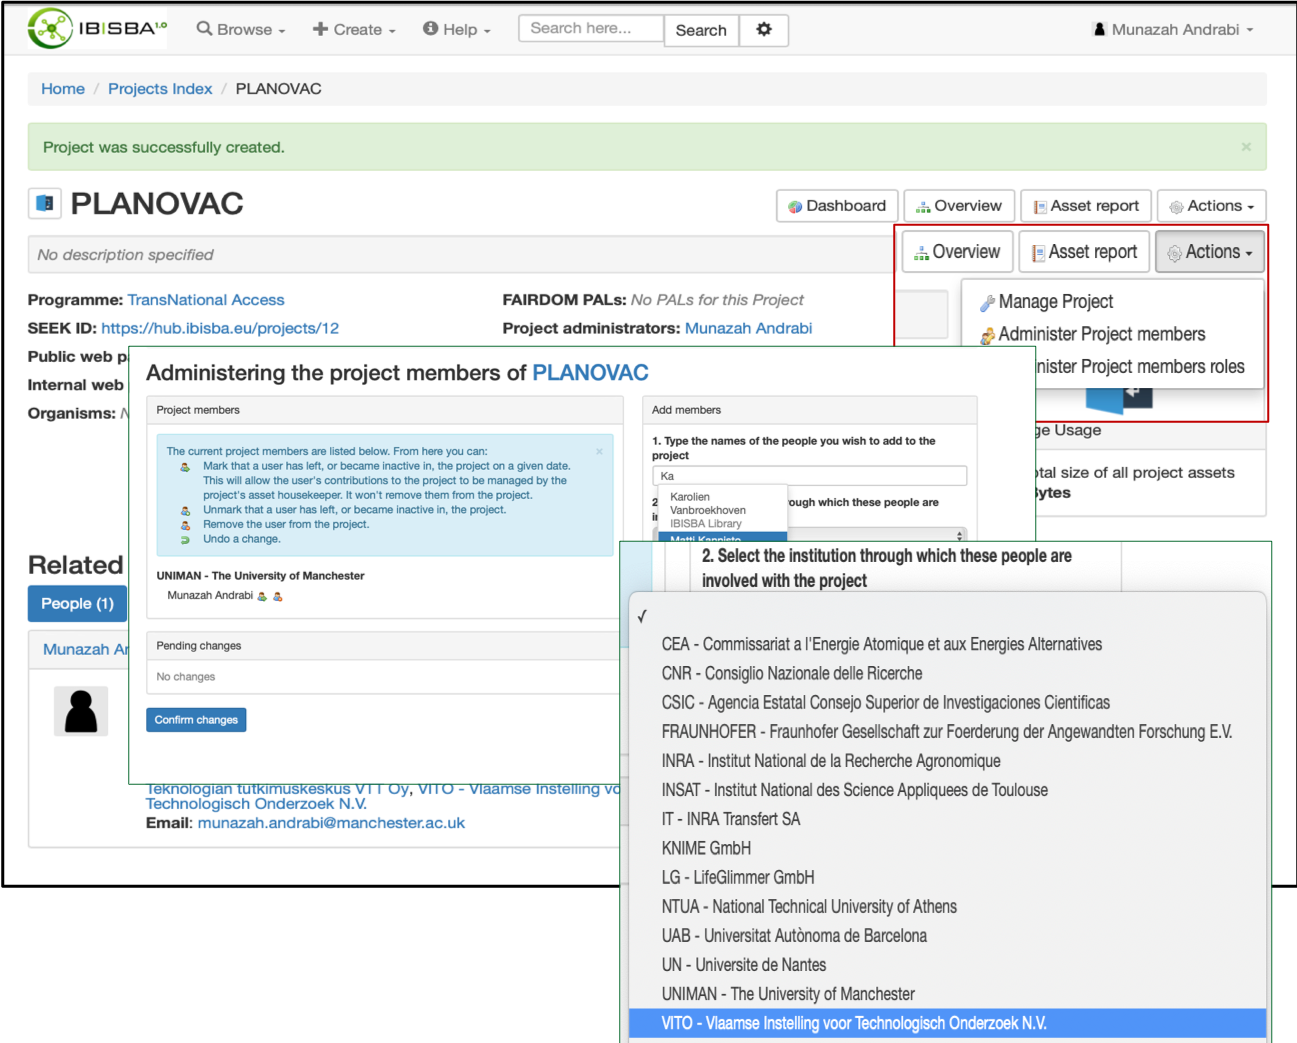 IBISBA 1.0 Browse Create Help Search here... Search Munazah Andrabi
Home / Projects Index / PLANOVAC
Project was successfully created. ×
PLANOVAC
Dashboard Overview Asset report Actions
Overview Asset report Actions
No description specified
Manage Project
Administer Project members
inister Project members roles
Programme: TransNational Access
SEEK ID: https://hub.ibisba.eu/projects/12
Public web p
Internal web
Organisms:
FAIRDOM PALs: No PALs for this Project
Project administrators: Munazah Andrabi
ge Usage
otal size of all project assets
Bytes
Administering the project members of PLANOVAC
Project members
The current project members are listed below. From here you can: ×
Mark that a user has left, or became inactive in, the project on a given date.
This will allow the user's contributions to the project to be managed by the
project's asset housekeeper. It won't remove them from the project.
Unmark that a user has left, or became inactive in, the project.
Remove the user from the project.
Undo a change.
UNIMAN - The University of Manchester
Munazah Andrabi
Pending changes
No changes
Confirm changes
Add members
1. Type the names of the people you wish to add to the
project
Ka
Karolien
Vanbroekhoven
IBISBA Library
Matti Kannisto
2 ough which these people are
Related
People (1)
Munazah An
Teknologian tutkimuskeskus VTT Oy, VITO - Vlaamse Instelling vo
Technologisch Onderzoek N.V.
Email: munazah.andrabi@manchester.ac.uk
2. Select the institution through which these people are
involved with the project
✓
CEA - Commissariat a l'Energie Atomique et aux Energies Alternatives
CNR - Consiglio Nazionale delle Ricerche
CSIC - Agencia Estatal Consejo Superior de Investigaciones Cientificas
FRAUNHOFER - Fraunhofer Gesellschaft zur Foerderung der Angewandten Forschung E.V.
INRA - Institut National de la Recherche Agronomique
INSAT - Institut National des Science Appliquees de Toulouse
IT - INRA Transfert SA
KNIME GmbH
LG - LifeGlimmer GmbH
NTUA - National Technical University of Athens
UAB - Universitat Autònoma de Barcelona
UN - Universite de Nantes
UNIMAN - The University of Manchester
VITO - Vlaamse Instelling voor Technologisch Onderzoek N.V.